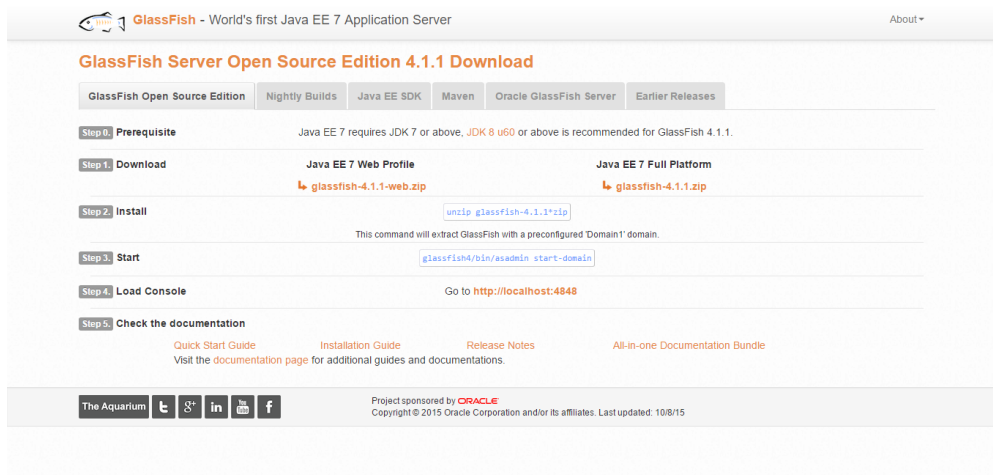 GlassFish - World's first Java EE 7 Application Server
About
GlassFish Server Open Source Edition 4.1.1 Download
GlassFish Open Source Edition
Nightly Builds
Java EE SDK
Maven
Oracle GlassFish Server
Earlier Releases
Step 0. Prerequisite
Java EE 7 requires JDK 7 or above, JDK 8 u60 or above is recommended for GlassFish 4.1.1.
Step 1. Download
Java EE 7 Web Profile
Java EE 7 Full Platform
glassfish-4.1.1-web.zip
glassfish-4.1.1.zip
Step 2. Install
unzip glassfish-4.1.1*zip
This command will extract GlassFish with a preconfigured 'Domain1' domain.
Step 3. Start
glassfish4/bin/asadmin start-domain
Step 4. Load Console
Go to http://localhost:4848
Step 5. Check the documentation
Quick Start Guide
Installation Guide
Release Notes
All-in-one Documentation Bundle
Visit the documentation page for additional guides and documentations.
The Aquarium
g+
in
You Tube
f
Project sponsored by ORACLE
Copyright © 2015 Oracle Corporation and/or its affiliates. Last updated: 10/8/15